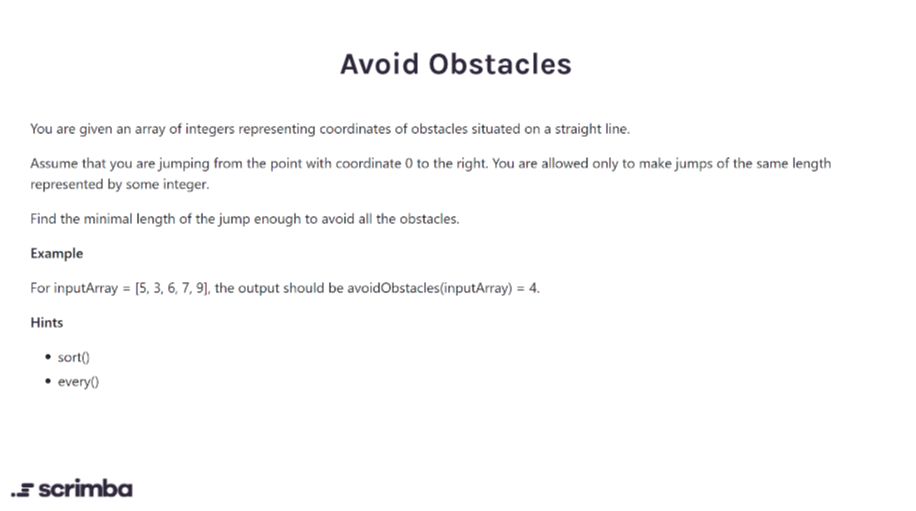 Avoid Obstacles
You are given an array of integers representing coordinates of obstacles situated on a straight line.
Assume that you are jumping from the point with coordinate 0 to the right. You are allowed only to make jumps of the same length
represented by some integer.
Find the minimal length of the jump enough to avoid all the obstacles.
Example
For inputArray = [5, 3, 6, 7, 9], the output should be avoidObstacles(inputArray) = 4.
Hints
• sort()
• every()
scrimba